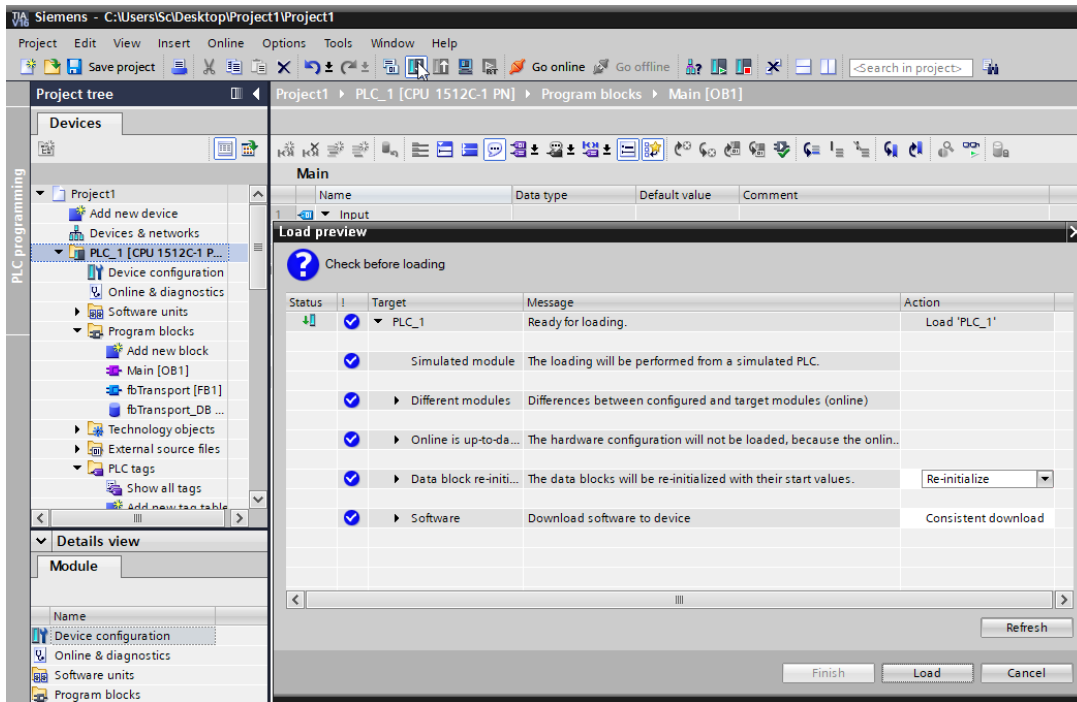 TIA V16 Siemens - C:\Users\Sc\Desktop\Project1\Project1
Project Edit View Insert Online Options Tools Window Help
Save project Go online Go offline <Search in project>
Project tree
Project1 PLC_1 [CPU 1512C-1 PN] Program blocks Main [OB1]
Devices
PLC programming
Main
Name Data type Default value Comment
1 Input
Project1
Add new device
Devices & networks
PLC_1 [CPU 1512C-1 P...
Device configuration
Online & diagnostics
Software units
Program blocks
Add new block
Main [OB1]
fbTransport [FB1]
fbTransport_DB ...
Technology objects
External source files
PLC tags
Show all tags
Add new tag table
Details view
Module
Name
Device configuration
Online & diagnostics
Software units
Program blocks
Load preview
Check before loading
Status ! Target Message Action
PLC_1 Ready for loading. Load 'PLC_1'
Simulated module The loading will be performed from a simulated PLC.
Different modules Differences between configured and target modules (online)
Online is up-to-da... The hardware configuration will not be loaded, because the onlin..
Data block re-initi... The data blocks will be re-initialized with their start values. Re-initialize
Software Download software to device Consistent download
Refresh
Finish Load Cancel